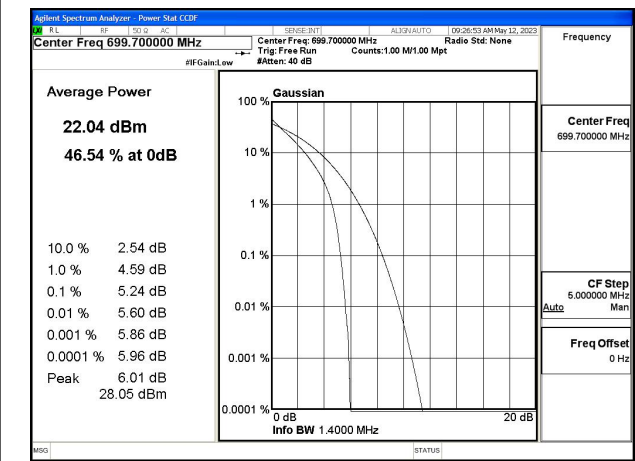 Agilent Spectrum Analyzer - Power Stat CCDF
LXI RL RF 50 Ω AC SENSE:INT ALIGN AUTO 09:26:53 AM May 12, 2023
Center Freq 699.700000 MHz
Center Freq: 699.700000 MHz Radio Std: None
Trig: Free Run Counts:1.00 M/1.00 Mpt
#IFGain:Low #Atten: 40 dB
Frequency
Average Power
22.04 dBm
46.54 % at 0dB
10.0 % 2.54 dB
1.0 % 4.59 dB
0.1 % 5.24 dB
0.01 % 5.60 dB
0.001 % 5.86 dB
0.0001 % 5.96 dB
Peak 6.01 dB
28.05 dBm
Gaussian
100 %
10 %
1 %
0.1 %
0.01 %
0.001 %
0.0001 %
0 dB 20 dB
Info BW 1.4000 MHz
Center Freq
699.700000 MHz
CF Step
5.000000 MHz
Auto Man
Freq Offset
0 Hz
MSG STATUS